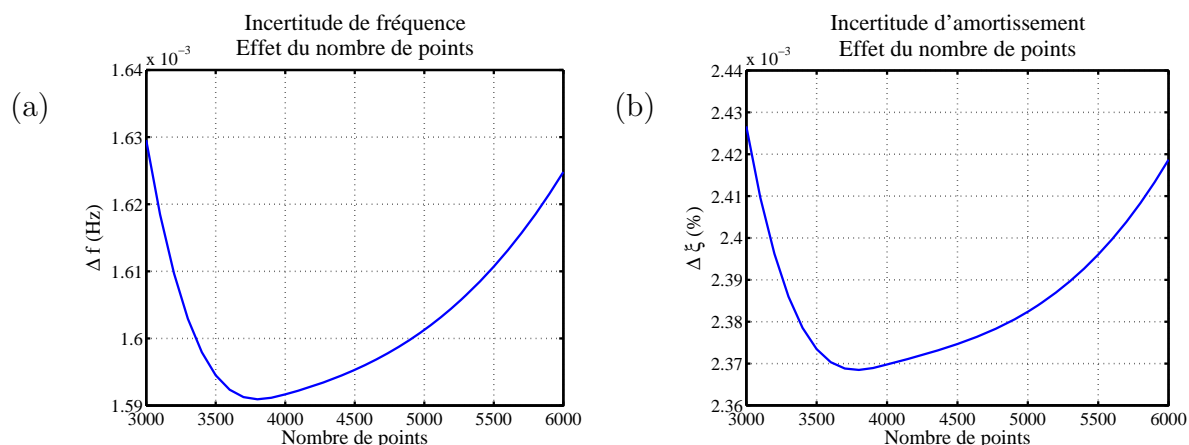 (a)
Incertitude de fréquence
Effet du nombre de points
x 10⁻³
1.64
1.63
1.62
1.61
1.6
1.59
Δ f (Hz)
3000 3500 4000 4500 5000 5500 6000
Nombre de points
(b)
Incertitude d'amortissement
Effet du nombre de points
x 10⁻³
2.44
2.43
2.42
2.41
2.4
2.39
2.38
2.37
2.36
Δ ξ (%)
3000 3500 4000 4500 5000 5500 6000
Nombre de points